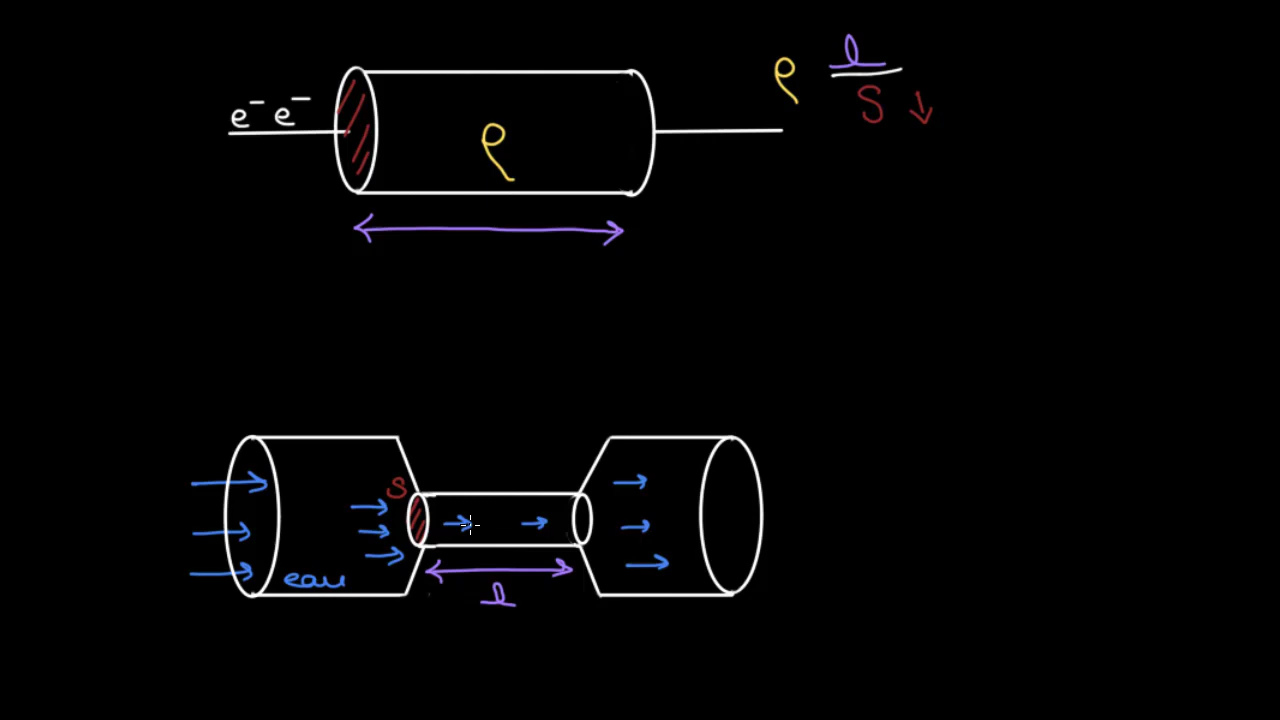 e⁻ e⁻
ρ
ρ l/S ↓
S
eau
l